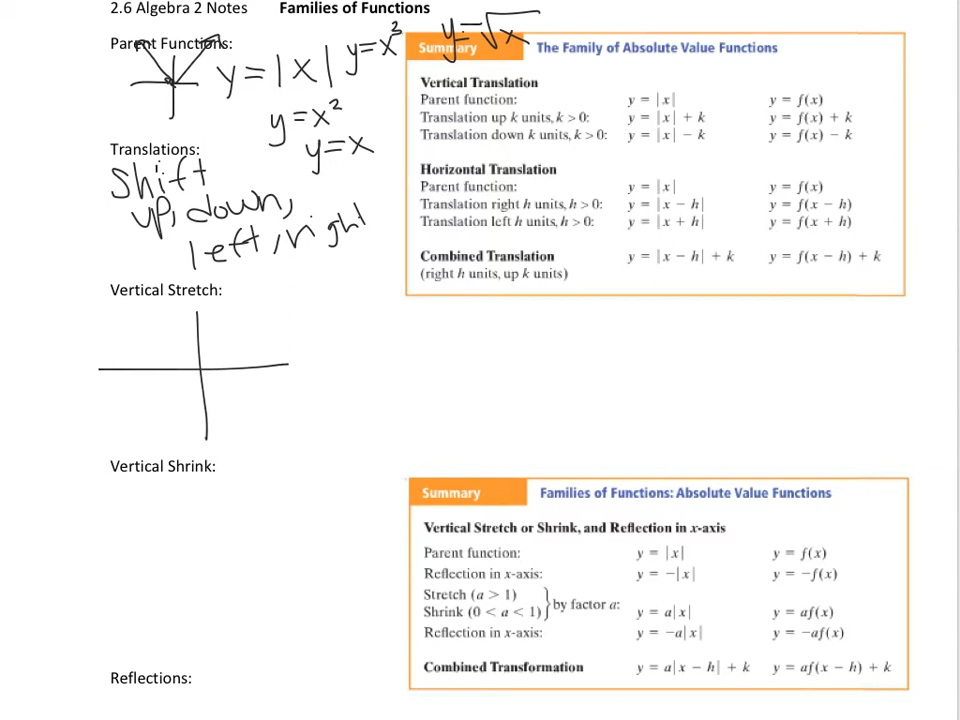 2.6 Algebra 2 Notes Families of Functions
Parent Functions:
y = |x| y=x² y=√x
y = x²
y=x
Translations:
Shift
up, down,
left, right
Vertical Stretch:
Vertical Shrink:
Reflections:
Summary The Family of Absolute Value Functions
Vertical Translation
Parent function: y = |x| y = f(x)
Translation up k units, k > 0: y = |x| + k y = f(x) + k
Translation down k units, k > 0: y = |x| − k y = f(x) − k
Horizontal Translation
Parent function: y = |x| y = f(x)
Translation right h units, h > 0: y = |x − h| y = f(x − h)
Translation left h units, h > 0: y = |x + h| y = f(x + h)
Combined Translation y = |x − h| + k y = f(x − h) + k
(right h units, up k units)
Summary Families of Functions: Absolute Value Functions
Vertical Stretch or Shrink, and Reflection in x-axis
Parent function: y = |x| y = f(x)
Reflection in x-axis: y = −|x| y = −f(x)
Stretch (a > 1)
Shrink (0 < a < 1) } by factor a: y = a|x| y = af(x)
Reflection in x-axis: y = −a|x| y = −af(x)
Combined Transformation y = a|x − h| + k y = af(x − h) + k